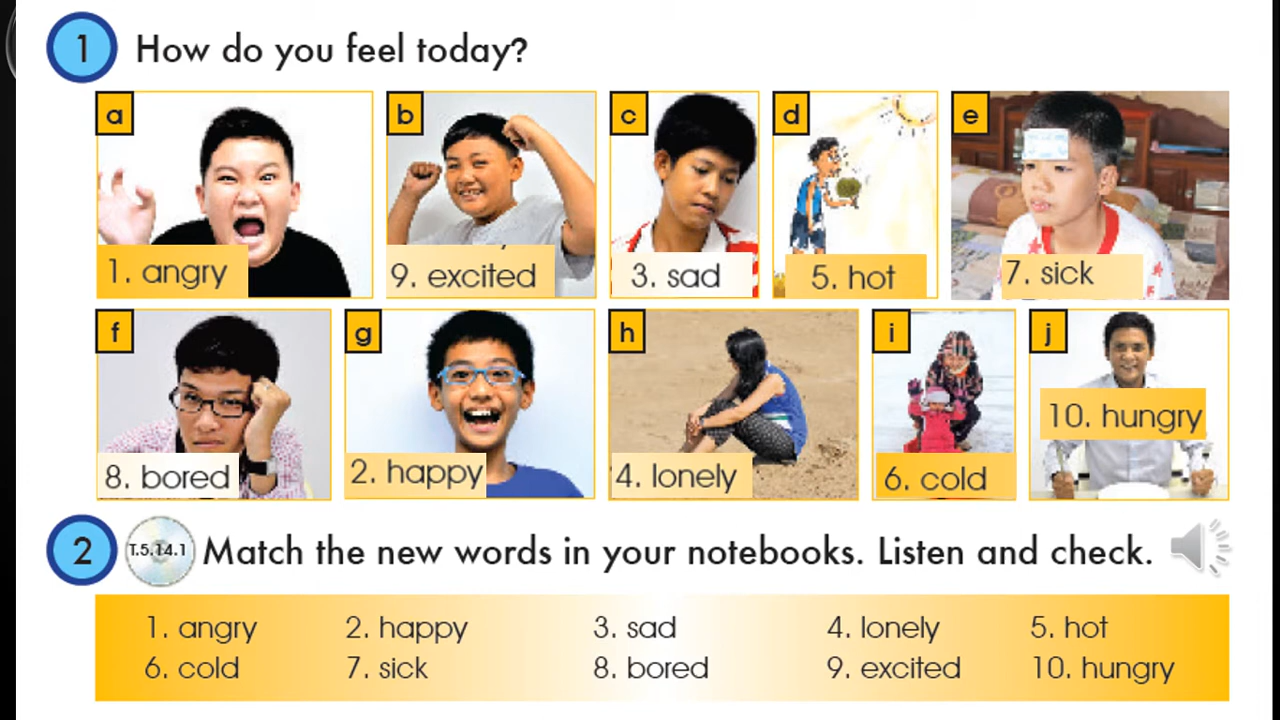 1 How do you feel today?
a b c d e
1. angry 9. excited 3. sad 5. hot 7. sick
f g h i j
8. bored 2. happy 4. lonely 6. cold 10. hungry
2 T.5.14.1 Match the new words in your notebooks. Listen and check.
1. angry 2. happy 3. sad 4. lonely 5. hot
6. cold 7. sick 8. bored 9. excited 10. hungry